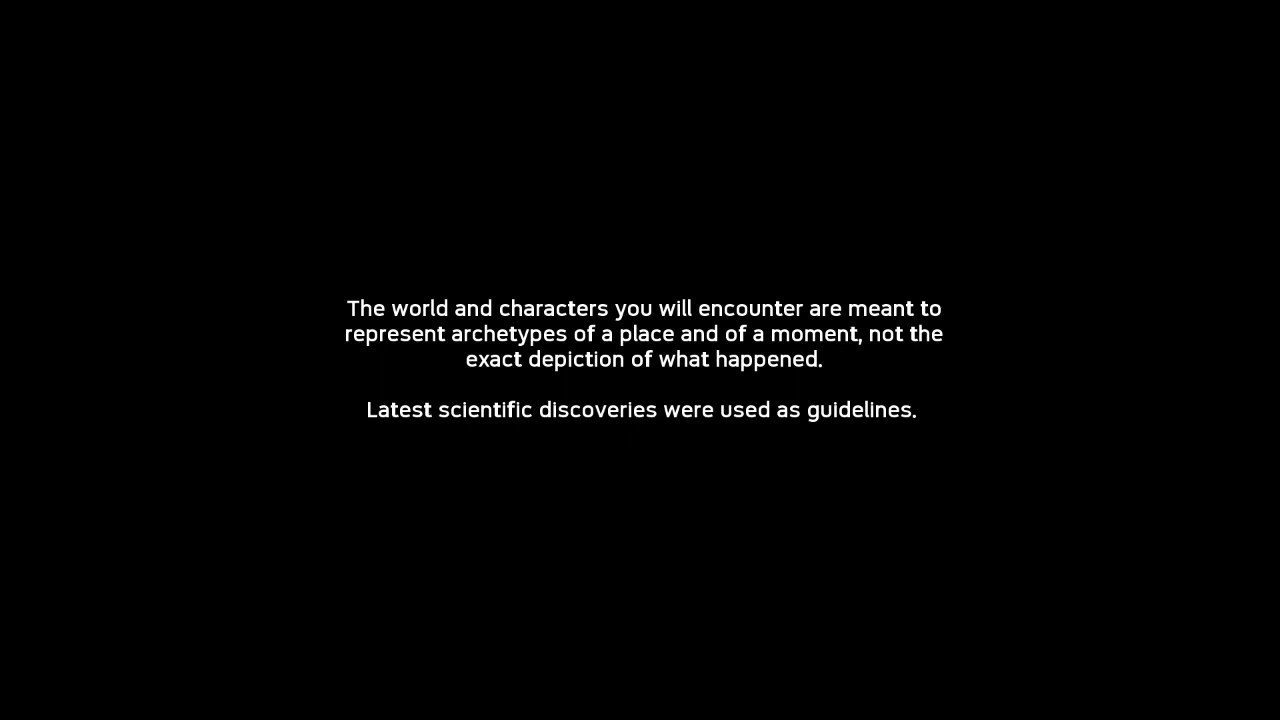 The world and characters you will encounter are meant to
represent archetypes of a place and of a moment, not the
exact depiction of what happened.
Latest scientific discoveries were used as guidelines.